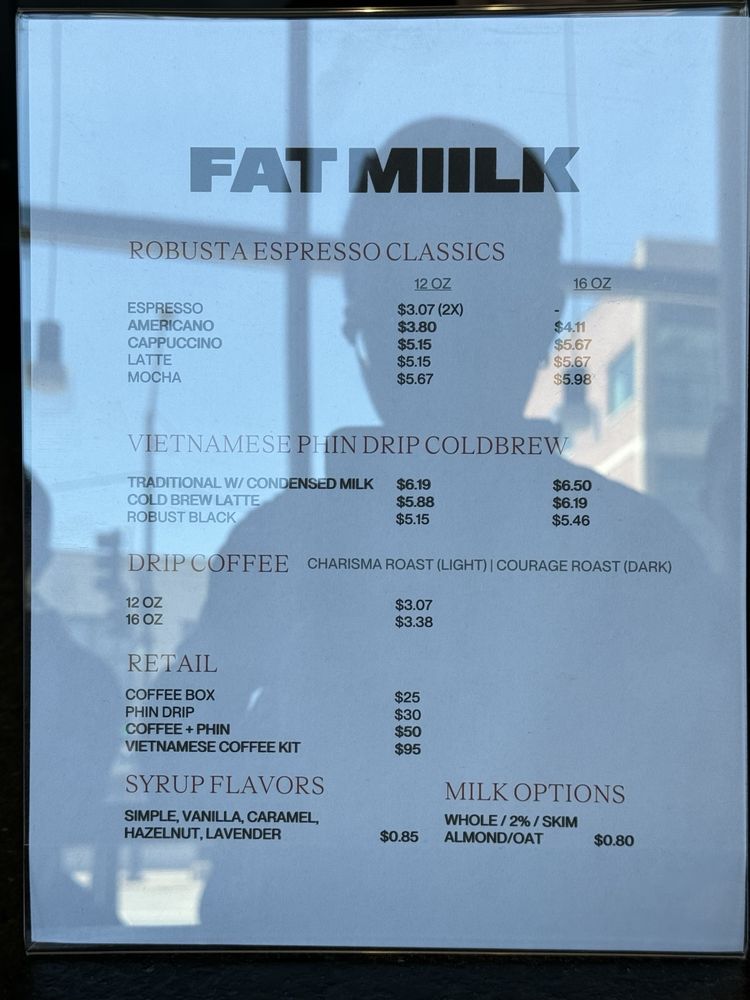 FAT MIILK
ROBUSTA ESPRESSO CLASSICS
12 OZ 16 OZ
ESPRESSO $3.07 (2X) -
AMERICANO $3.80 $4.11
CAPPUCCINO $5.15 $5.67
LATTE $5.15 $5.67
MOCHA $5.67 $5.98
VIETNAMESE PHIN DRIP COLDBREW
TRADITIONAL W/ CONDENSED MILK $6.19 $6.50
COLD BREW LATTE $5.88 $6.19
ROBUST BLACK $5.15 $5.46
DRIP COFFEE CHARISMA ROAST (LIGHT) | COURAGE ROAST (DARK)
12 OZ $3.07
16 OZ $3.38
RETAIL
COFFEE BOX $25
PHIN DRIP $30
COFFEE + PHIN $50
VIETNAMESE COFFEE KIT $95
SYRUP FLAVORS
SIMPLE, VANILLA, CARAMEL,
HAZELNUT, LAVENDER $0.85
MILK OPTIONS
WHOLE / 2% / SKIM
ALMOND/OAT $0.80